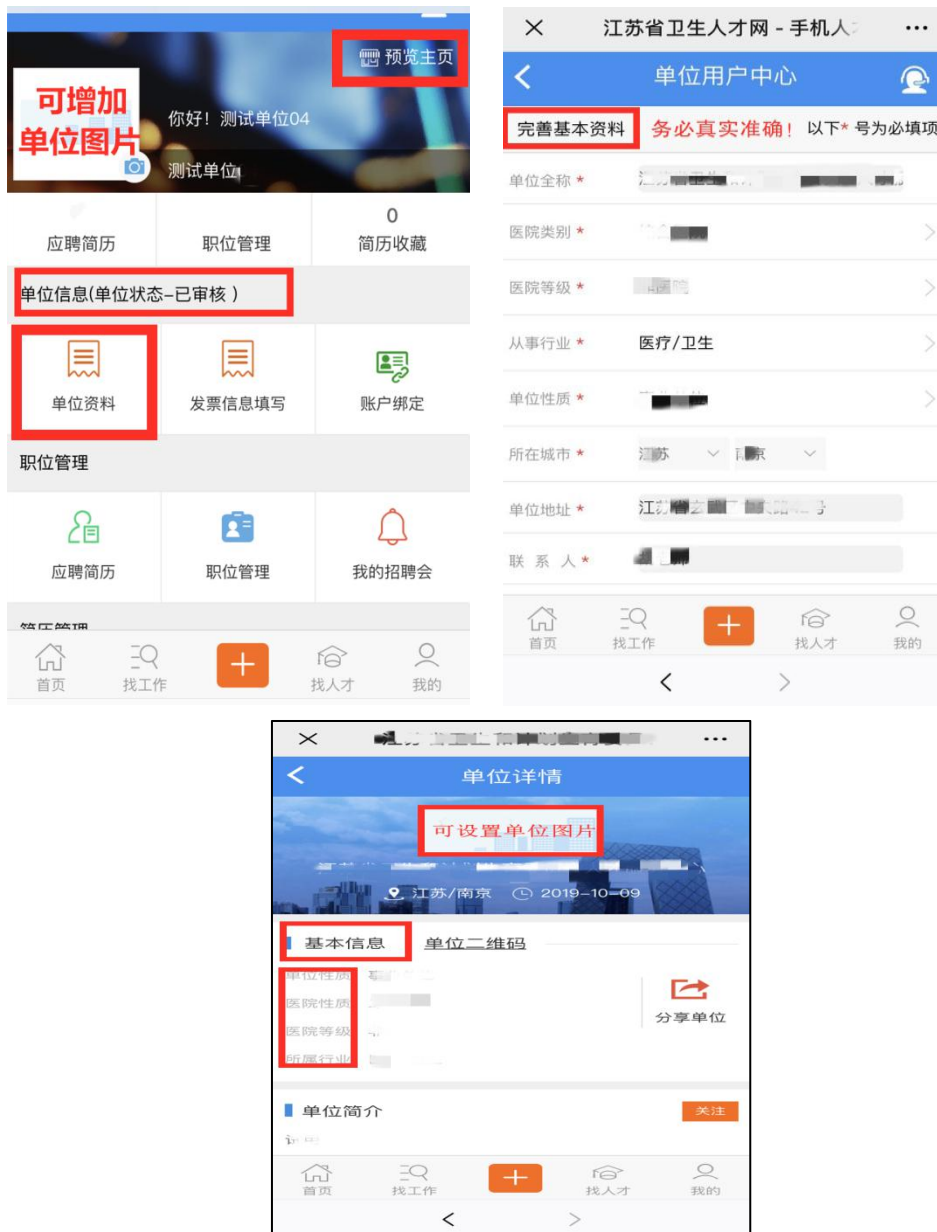 预览主页
可增加
单位图片
你好！测试单位04
测试单位
0
应聘简历 职位管理 简历收藏
单位信息(单位状态–已审核 )
单位资料 发票信息填写 账户绑定
职位管理
应聘简历 职位管理 我的招聘会
简历管理
首页 找工作 找人才 我的
江苏省卫生人才网 - 手机人
单位用户中心
完善基本资料 务必真实准确！ 以下* 号为必填项
单位全称 *
医院类别 *
医院等级 *
从事行业 * 医疗/卫生
单位性质 *
所在城市 * 江苏 南京
单位地址 *
联 系 人 *
首页 找工作 找人才 我的
单位详情
可设置单位图片
江苏/南京 2019–10–09
基本信息 单位二维码
单位性质
医院性质
医院等级
所属行业
分享单位
单位简介 关注
首页 找工作 找人才 我的